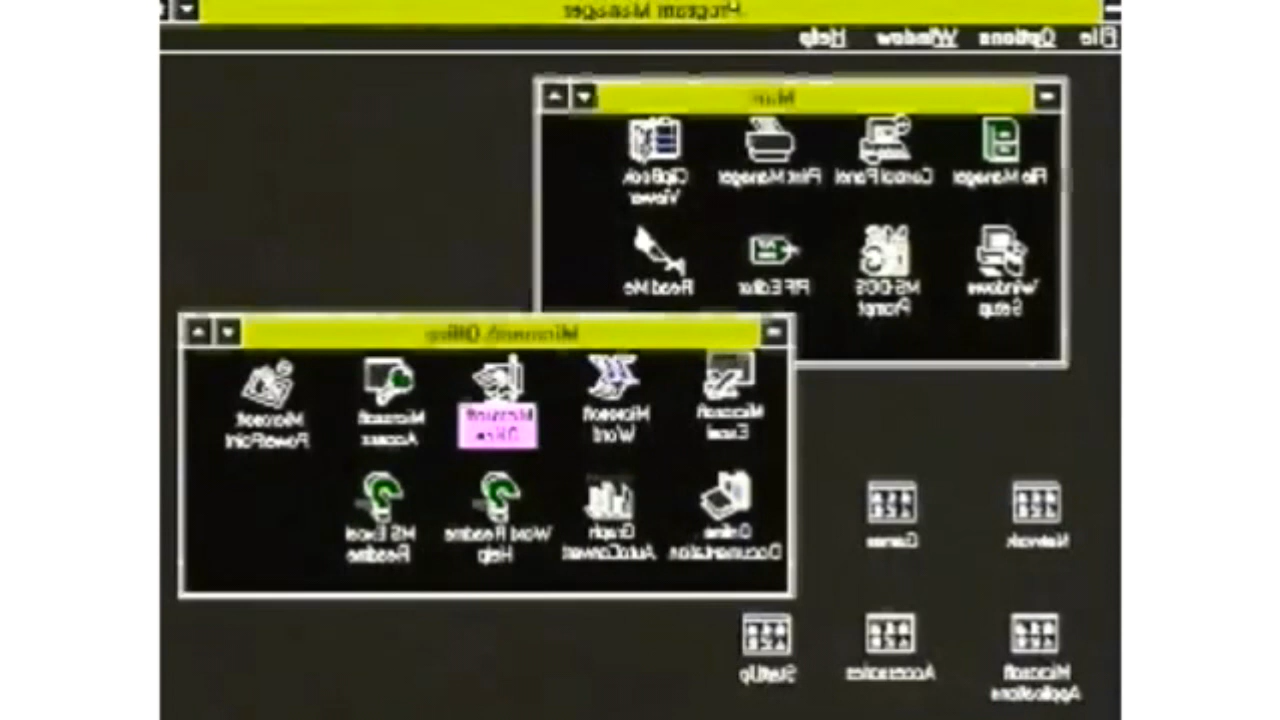 Program Manager
File Options Window Help
Main
File Manager
Control Panel
Print Manager
ClipBook
Viewer
Windows
Setup
MS-DOS
Prompt
PIF Editor
Read Me
Microsoft Office
Microsoft
Excel
Microsoft
Word
Microsoft
Office
Microsoft
Access
Microsoft
PowerPoint
Online
Documentation
Graph
AutoConvert
Word Readme
Help
MS Excel
Readme
Network
Games
Microsoft
Applications
Accessories
StartUp